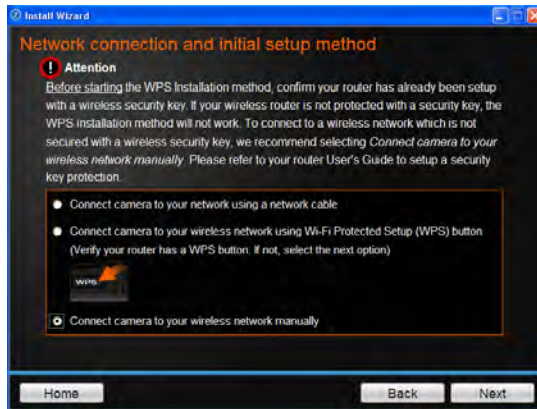 Install Wizard
Network connection and initial setup method
Attention
Before starting the WPS Installation method, confirm your router has already been setup
with a wireless security key. If your wireless router is not protected with a security key, the
WPS installation method will not work. To connect to a wireless network which is not
secured with a wireless security key, we recommend selecting Connect camera to your
wireless network manually. Please refer to your router User's Guide to setup a security
key protection.
Connect camera to your network using a network cable
Connect camera to your wireless network using Wi-Fi Protected Setup (WPS) button
(Verify your router has a WPS button. If not, select the next option)
WPS
Connect camera to your wireless network manually
Home Back Next